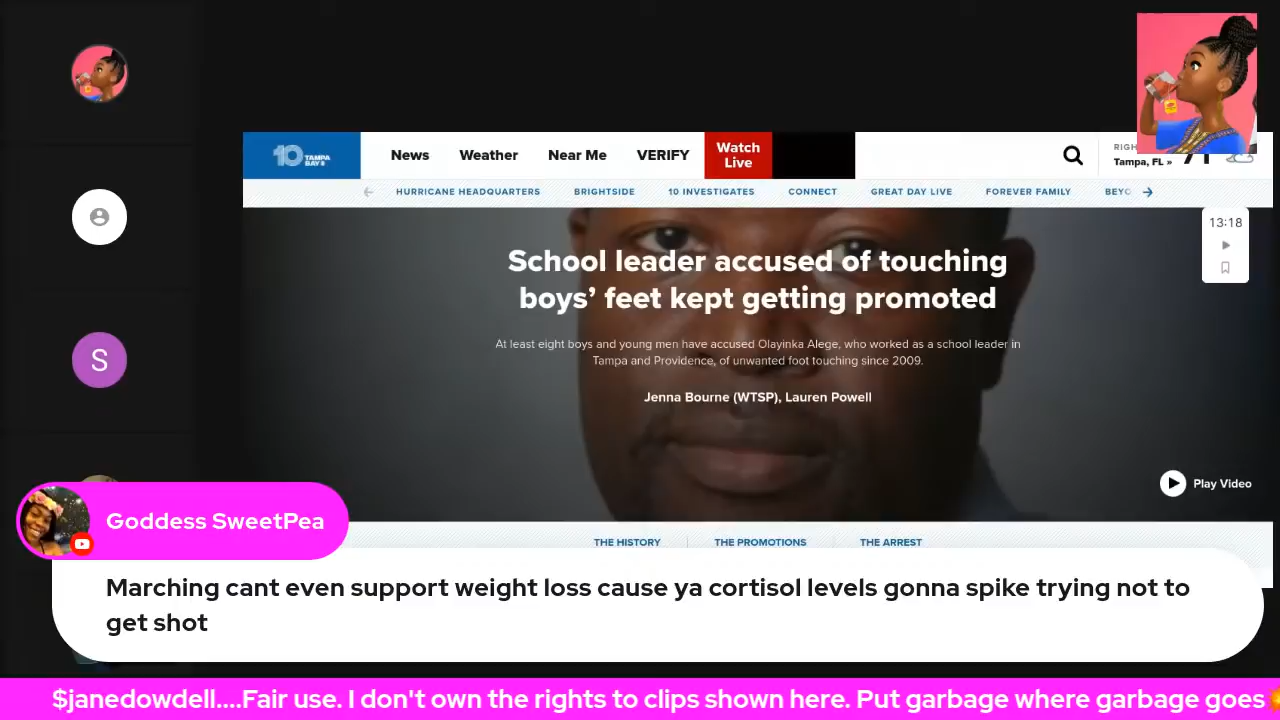 10 TAMPA BAY
News Weather Near Me VERIFY Watch Live
Tampa, FL »
HURRICANE HEADQUARTERS BRIGHTSIDE 10 INVESTIGATES CONNECT GREAT DAY LIVE FOREVER FAMILY
13:18
School leader accused of touching
boys’ feet kept getting promoted
At least eight boys and young men have accused Olayinka Alege, who worked as a school leader in
Tampa and Providence, of unwanted foot touching since 2009.
Jenna Bourne (WTSP), Lauren Powell
S
Play Video
Goddess SweetPea
THE HISTORY THE PROMOTIONS THE ARREST
Marching cant even support weight loss cause ya cortisol levels gonna spike trying not to
get shot
$janedowdell....Fair use. I don't own the rights to clips shown here. Put garbage where garbage goes